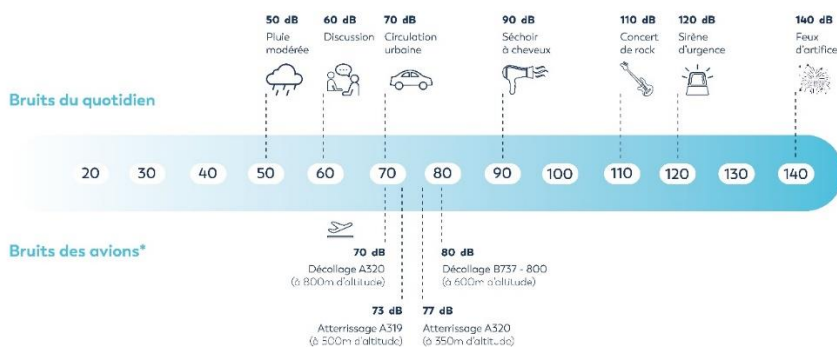 50 dB
Pluie
modérée
60 dB
Discussion
70 dB
Circulation
urbaine
90 dB
Séchoir
à cheveux
110 dB
Concert
de rock
120 dB
Sirène
d'urgence
140 dB
Feux
d'artifice
Bruits du quotidien
20 30 40 50 60 70 80 90 100 110 120 130 140
Bruits des avions*
70 dB
Décollage A320
(à 800m d'altitude)
80 dB
Décollage B737 - 800
(à 600m d'altitude)
73 dB
Atterrissage A319
(à 500m d'altitude)
77 dB
Atterrissage A320
(à 350m d'altitude)